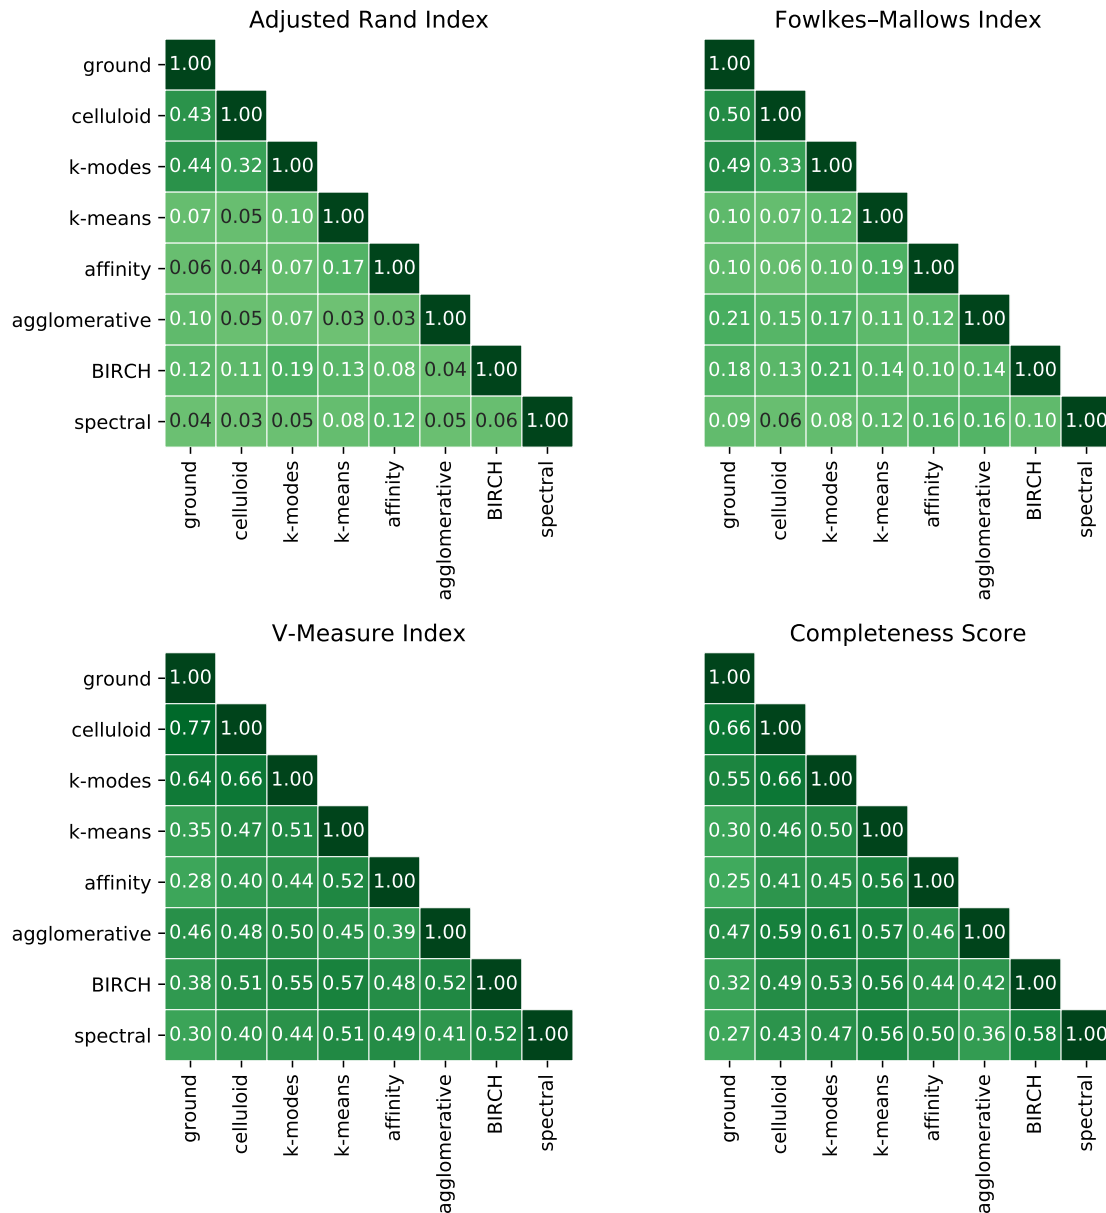 Adjusted Rand Index
ground 1.00
celluloid 0.43 1.00
k-modes 0.44 0.32 1.00
k-means 0.07 0.05 0.10 1.00
affinity 0.06 0.04 0.07 0.17 1.00
agglomerative 0.10 0.05 0.07 0.03 0.03 1.00
BIRCH 0.12 0.11 0.19 0.13 0.08 0.04 1.00
spectral 0.04 0.03 0.05 0.08 0.12 0.05 0.06 1.00
ground celluloid k-modes k-means affinity agglomerative BIRCH spectral
Fowlkes–Mallows Index
1.00
0.50 1.00
0.49 0.33 1.00
0.10 0.07 0.12 1.00
0.10 0.06 0.10 0.19 1.00
0.21 0.15 0.17 0.11 0.12 1.00
0.18 0.13 0.21 0.14 0.10 0.14 1.00
0.09 0.06 0.08 0.12 0.16 0.16 0.10 1.00
ground celluloid k-modes k-means affinity agglomerative BIRCH spectral
V-Measure Index
ground 1.00
celluloid 0.77 1.00
k-modes 0.64 0.66 1.00
k-means 0.35 0.47 0.51 1.00
affinity 0.28 0.40 0.44 0.52 1.00
agglomerative 0.46 0.48 0.50 0.45 0.39 1.00
BIRCH 0.38 0.51 0.55 0.57 0.48 0.52 1.00
spectral 0.30 0.40 0.44 0.51 0.49 0.41 0.52 1.00
ground celluloid k-modes k-means affinity agglomerative BIRCH spectral
Completeness Score
1.00
0.66 1.00
0.55 0.66 1.00
0.30 0.46 0.50 1.00
0.25 0.41 0.45 0.56 1.00
0.47 0.59 0.61 0.57 0.46 1.00
0.32 0.49 0.53 0.56 0.44 0.42 1.00
0.27 0.43 0.47 0.56 0.50 0.36 0.58 1.00
ground celluloid k-modes k-means affinity agglomerative BIRCH spectral